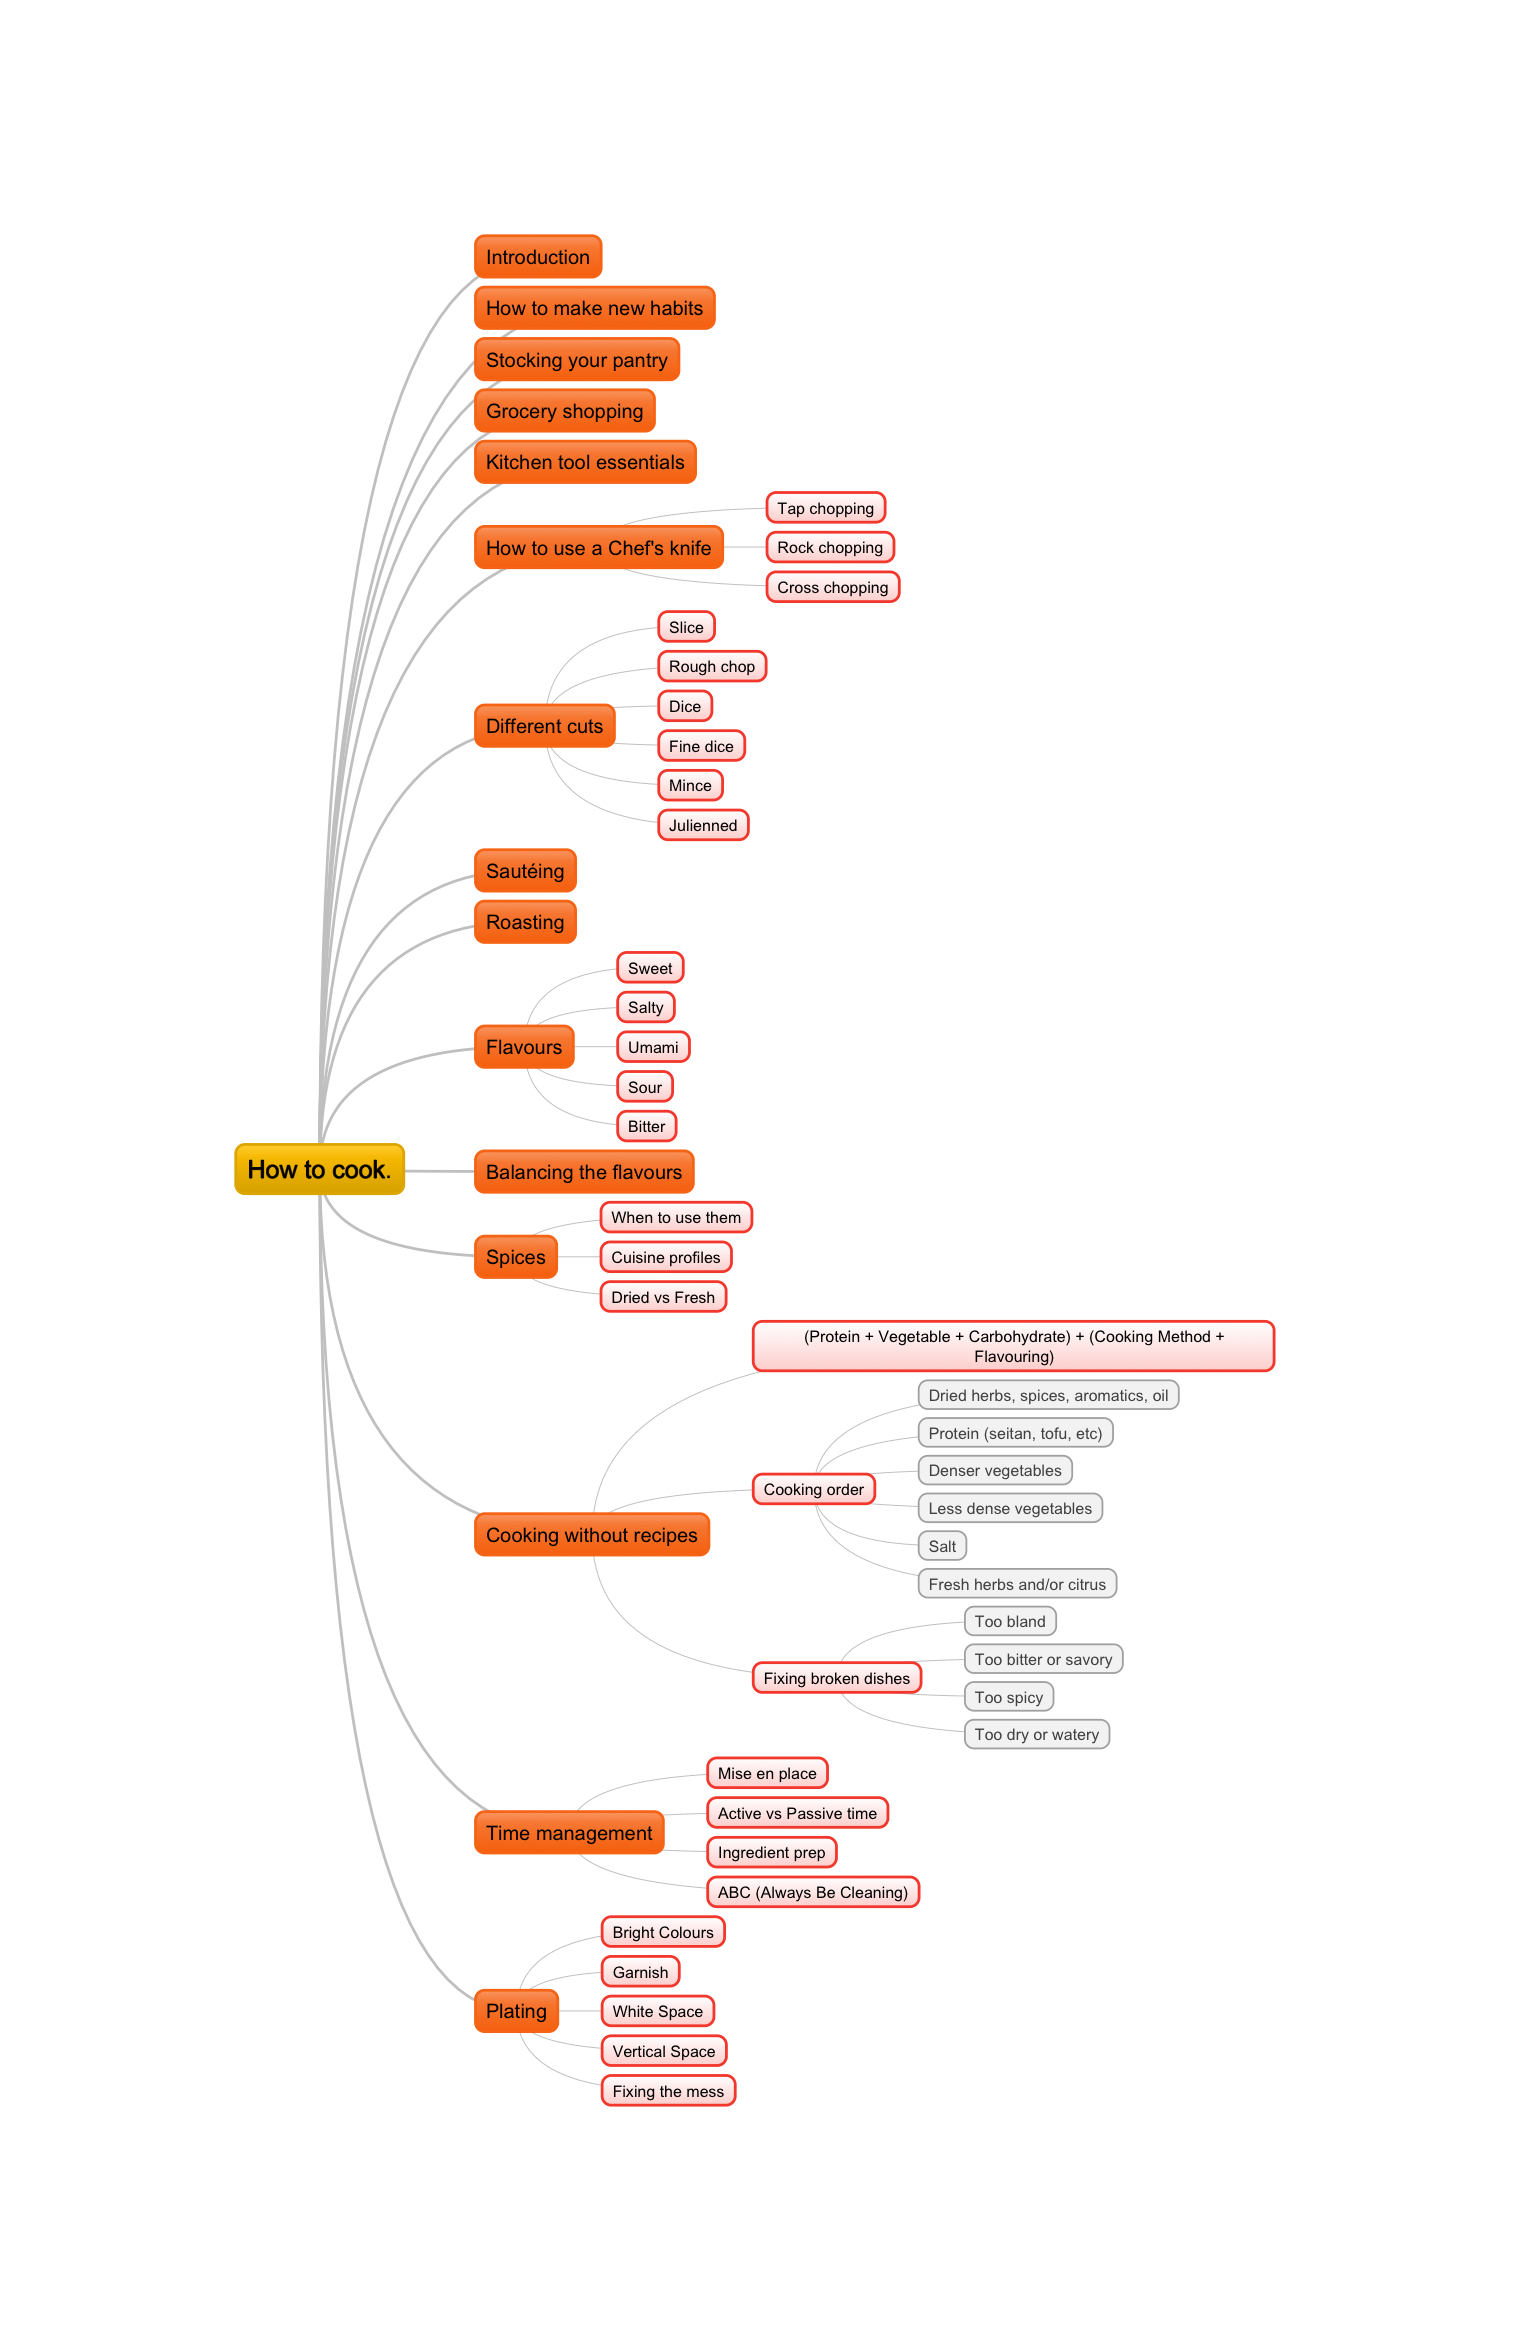 Introduction
How to make new habits
Stocking your pantry
Grocery shopping
Kitchen tool essentials
How to use a Chef's knife
Tap chopping
Rock chopping
Cross chopping
Different cuts
Slice
Rough chop
Dice
Fine dice
Mince
Julienned
Sautéing
Roasting
Flavours
Sweet
Salty
Umami
Sour
Bitter
How to cook.
Balancing the flavours
Spices
When to use them
Cuisine profiles
Dried vs Fresh
Cooking without recipes
(Protein + Vegetable + Carbohydrate) + (Cooking Method +
Flavouring)
Cooking order
Dried herbs, spices, aromatics, oil
Protein (seitan, tofu, etc)
Denser vegetables
Less dense vegetables
Salt
Fresh herbs and/or citrus
Fixing broken dishes
Too bland
Too bitter or savory
Too spicy
Too dry or watery
Time management
Mise en place
Active vs Passive time
Ingredient prep
ABC (Always Be Cleaning)
Plating
Bright Colours
Garnish
White Space
Vertical Space
Fixing the mess